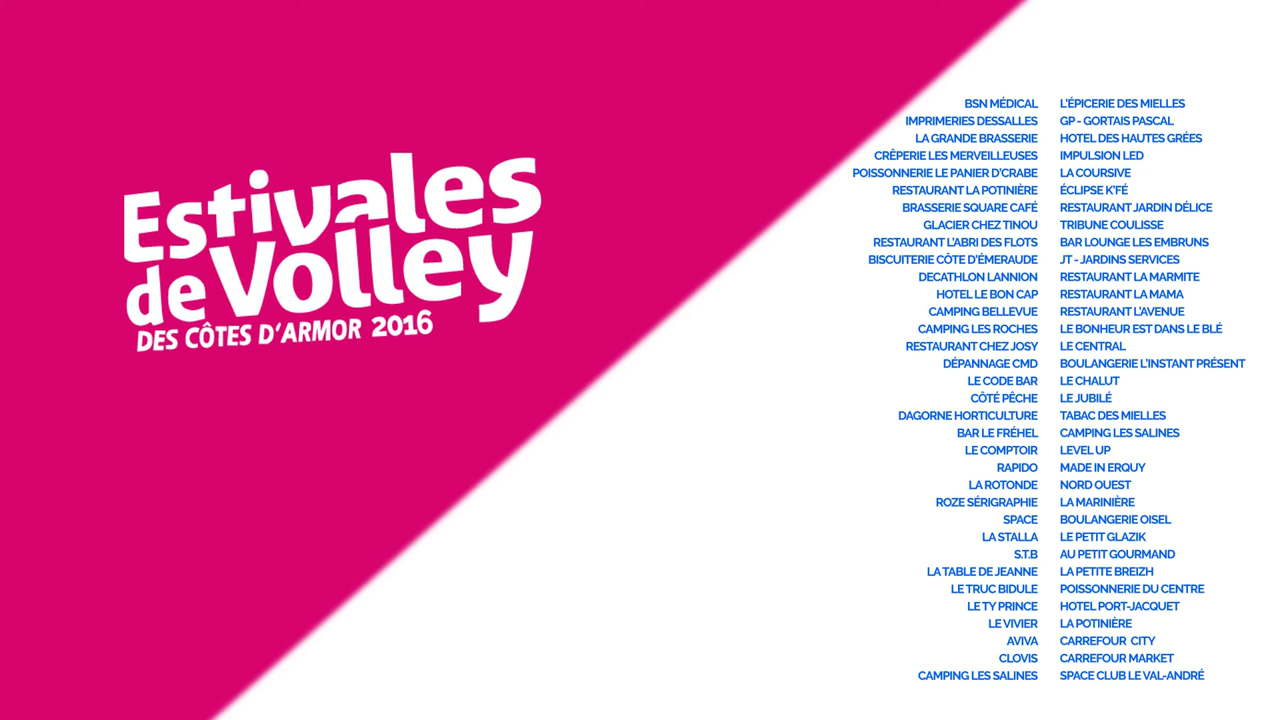 Estivales
de Volley
DES CÔTES D'ARMOR 2016
BSN MÉDICAL
IMPRIMERIES DESSALLES
LA GRANDE BRASSERIE
CRÊPERIE LES MERVEILLEUSES
POISSONNERIE LE PANIER D'CRABE
RESTAURANT LA POTINIÈRE
BRASSERIE SQUARE CAFÉ
GLACIER CHEZ TINOU
RESTAURANT L'ABRI DES FLOTS
BISCUITERIE CÔTE D'ÉMERAUDE
DECATHLON LANNION
HOTEL LE BON CAP
CAMPING BELLEVUE
CAMPING LES ROCHES
RESTAURANT CHEZ JOSY
DÉPANNAGE CMD
LE CODE BAR
CÔTÉ PÊCHE
DAGORNE HORTICULTURE
BAR LE FRÉHEL
LE COMPTOIR
RAPIDO
LA ROTONDE
ROZE SÉRIGRAPHIE
SPACE
LA STALLA
S.T.B
LA TABLE DE JEANNE
LE TRUC BIDULE
LE TY PRINCE
LE VIVIER
AVIVA
CLOVIS
CAMPING LES SALINES
L'ÉPICERIE DES MIELLES
GP - GORTAIS PASCAL
HOTEL DES HAUTES GRÉES
IMPULSION LED
LA COURSIVE
ÉCLIPSE K'FÉ
RESTAURANT JARDIN DÉLICE
TRIBUNE COULISSE
BAR LOUNGE LES EMBRUNS
JT - JARDINS SERVICES
RESTAURANT LA MARMITE
RESTAURANT LA MAMA
RESTAURANT L'AVENUE
LE BONHEUR EST DANS LE BLÉ
LE CENTRAL
BOULANGERIE L'INSTANT PRÉSENT
LE CHALUT
LE JUBILÉ
TABAC DES MIELLES
CAMPING LES SALINES
LEVEL UP
MADE IN ERQUY
NORD OUEST
LA MARINIÈRE
BOULANGERIE OISEL
LE PETIT GLAZIK
AU PETIT GOURMAND
LA PETITE BREIZH
POISSONNERIE DU CENTRE
HOTEL PORT-JACQUET
LA POTINIÈRE
CARREFOUR CITY
CARREFOUR MARKET
SPACE CLUB LE VAL-ANDRÉ